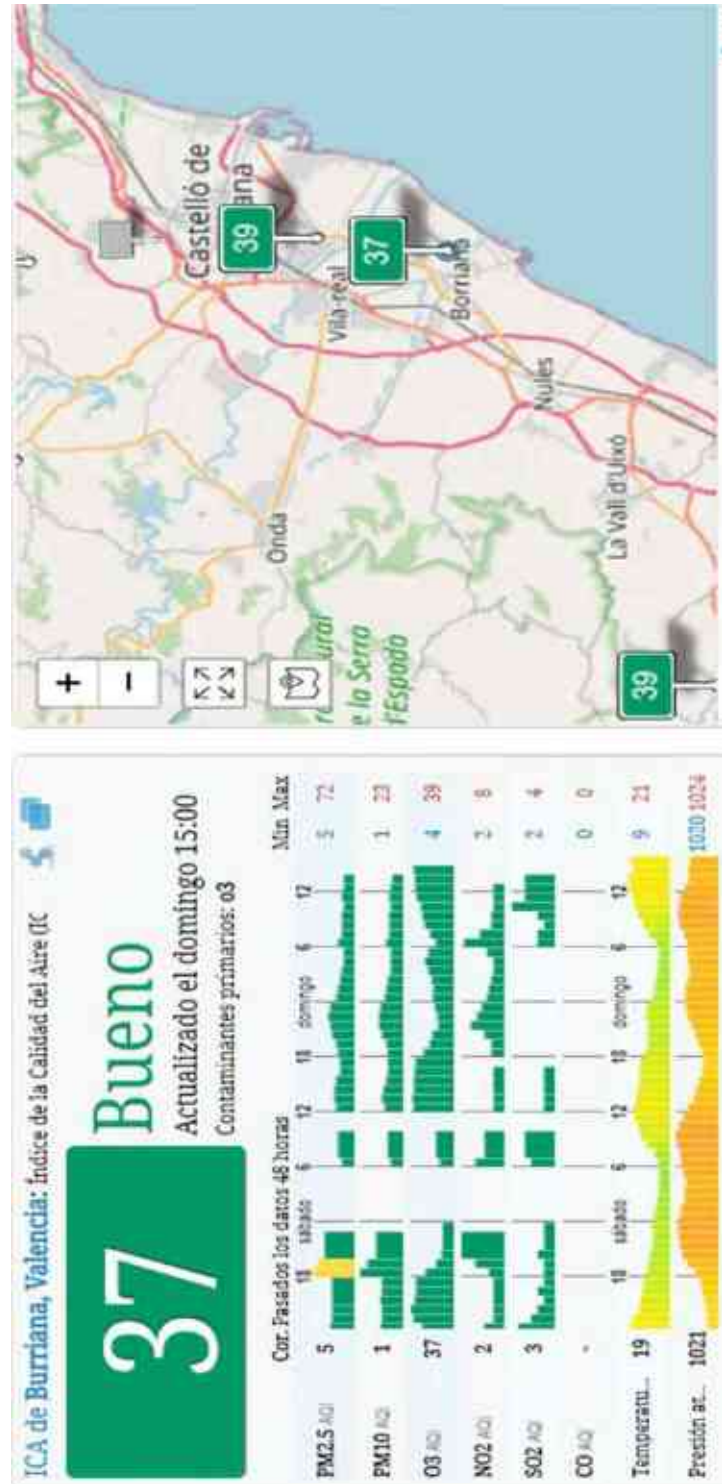 ICA de Burriana, Valencia: Índice de la Calidad del Aire (IC
37
Bueno
Actualizado el domingo 15:00
Contaminantes primarios: o3
Cor. Pasados los datos 48 horas
Min Max
18 sábado 6 12 18 domingo 6 12
PM2.5 AQI 5 5 72
PM10 AQI 1 1 23
O3 AQI 37 4 39
NO2 AQI 2 2 8
SO2 AQI 3 2 4
CO AQI - 0 0
Temperatu... 19 9 21
Presión at... 1021 1020 1024
18 sábado 6 12 18 domingo 6 12
+
−
Castelló de
ana
39
37
Vila-real
Borriana
Onda
Nules
La Vall d'Uixó
ural
e la Serra
d'Espadà
39